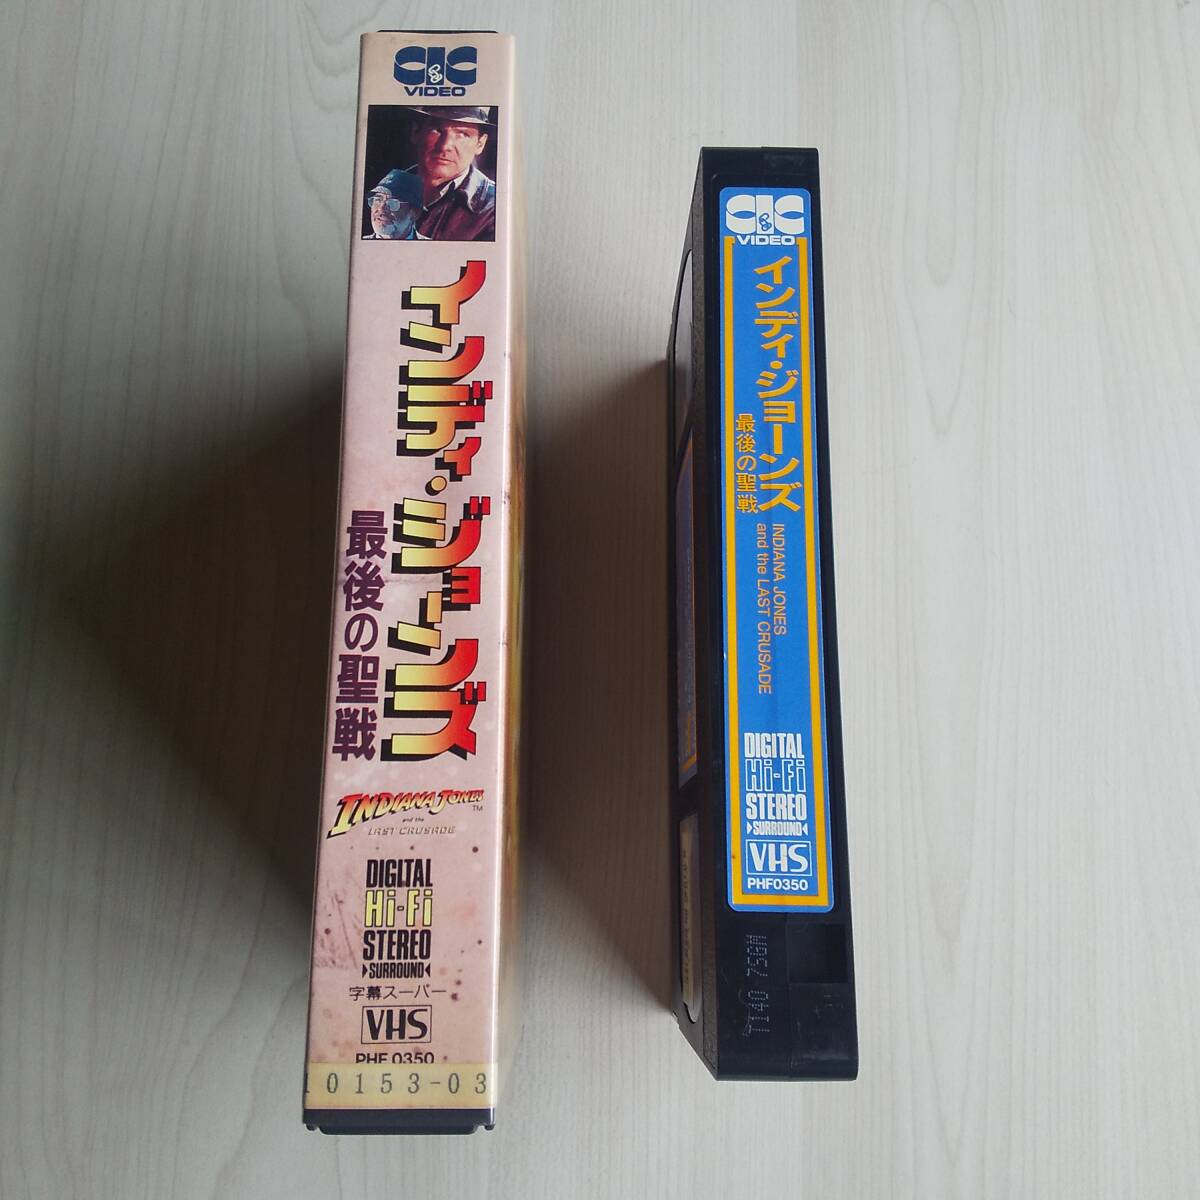 CIC
VIDEO
インディ・ジョーンズ
最後の聖戦
INDIANA JONES™
and the
LAST CRUSADE
DIGITAL
Hi-Fi
STEREO
▶SURROUND◀
字幕スーパー
VHS
PHF 0350
10153-03
CIC
VIDEO
インディ・ジョーンズ
最後の聖戦
INDIANA JONES
and the LAST CRUSADE
DIGITAL
Hi-Fi
STEREO
▶SURROUND◀
VHS
PHF0350